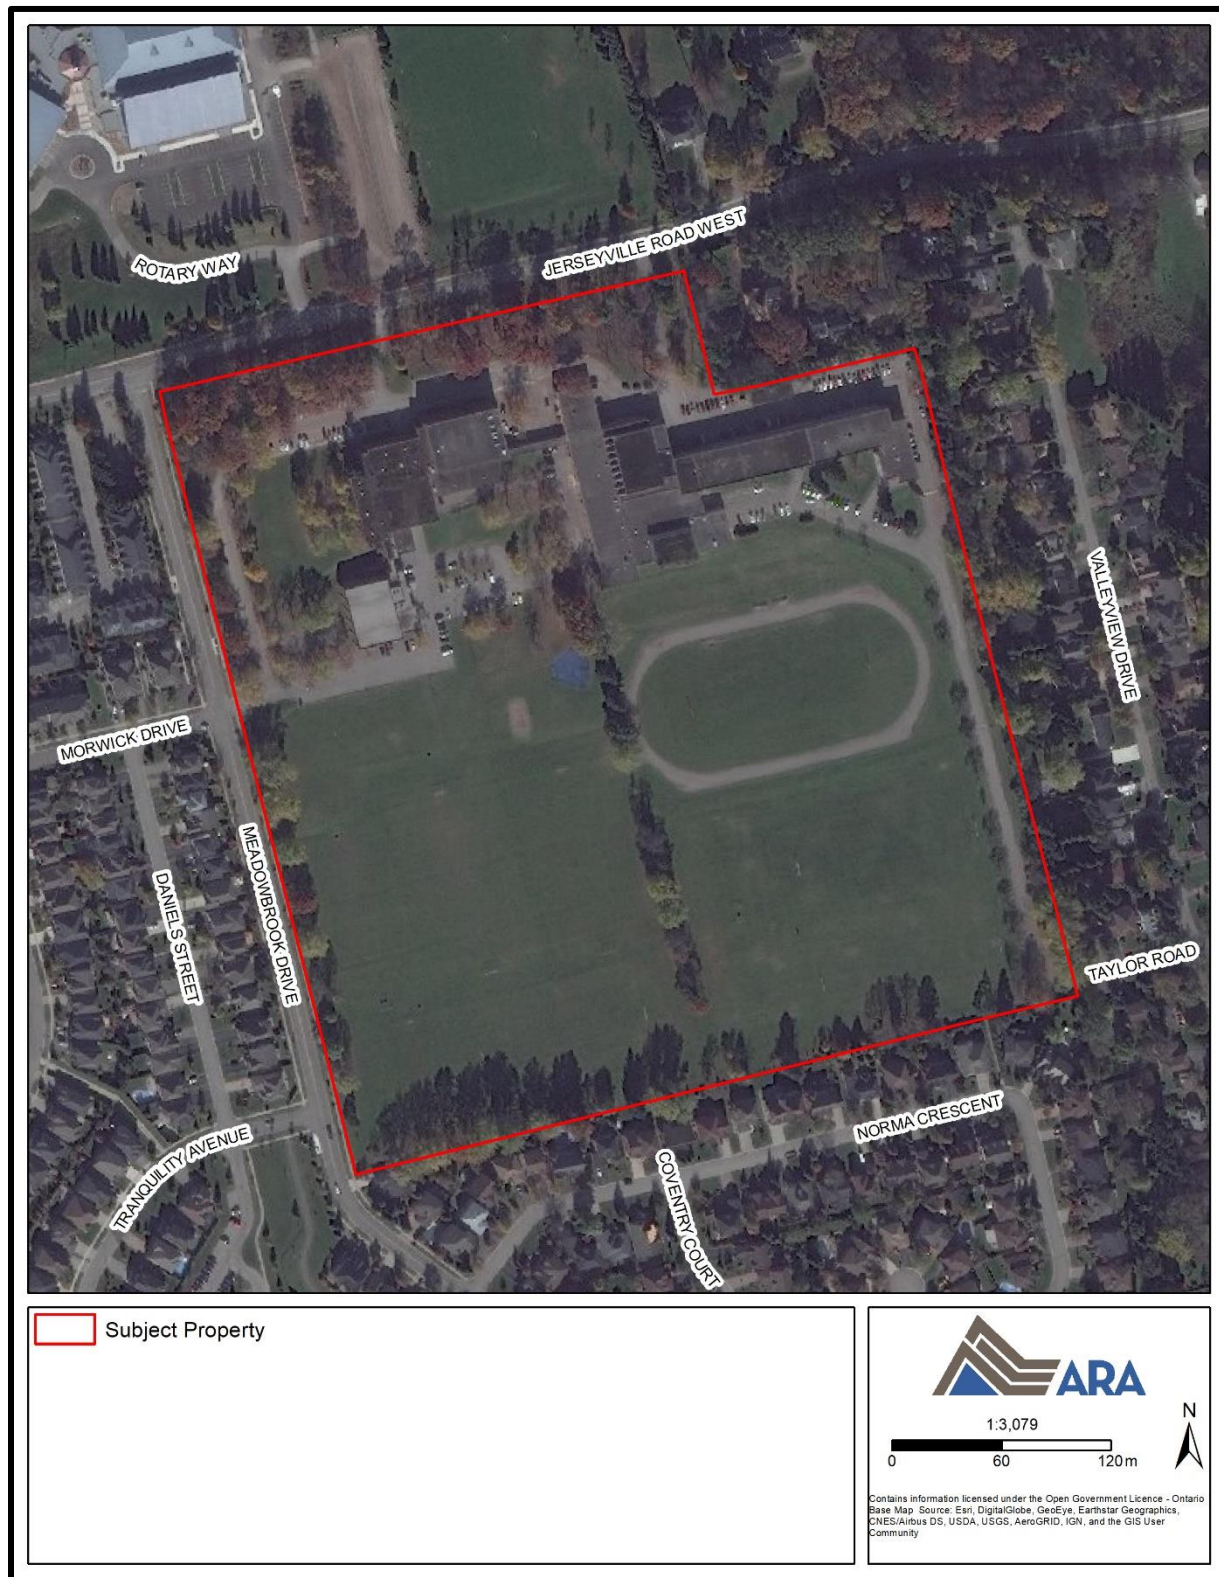 JERSEYVILLE ROAD WEST
ROTARY WAY
VALLEYVIEW DRIVE
MORWICK DRIVE
MEADOWBROOK DRIVE
DANIELS STREET
TAYLOR ROAD
NORMA CRESCENT
TRANQUILITY AVENUE
COVENTRY COURT
Subject Property
ARA
N
1:3,079
0 60 120 m
Contains information licensed under the Open Government Licence - Ontario
Base Map Source: Esri, DigitalGlobe, GeoEye, Earthstar Geographics,
CNES/Airbus DS, USDA, USGS, AeroGRID, IGN, and the GIS User
Community